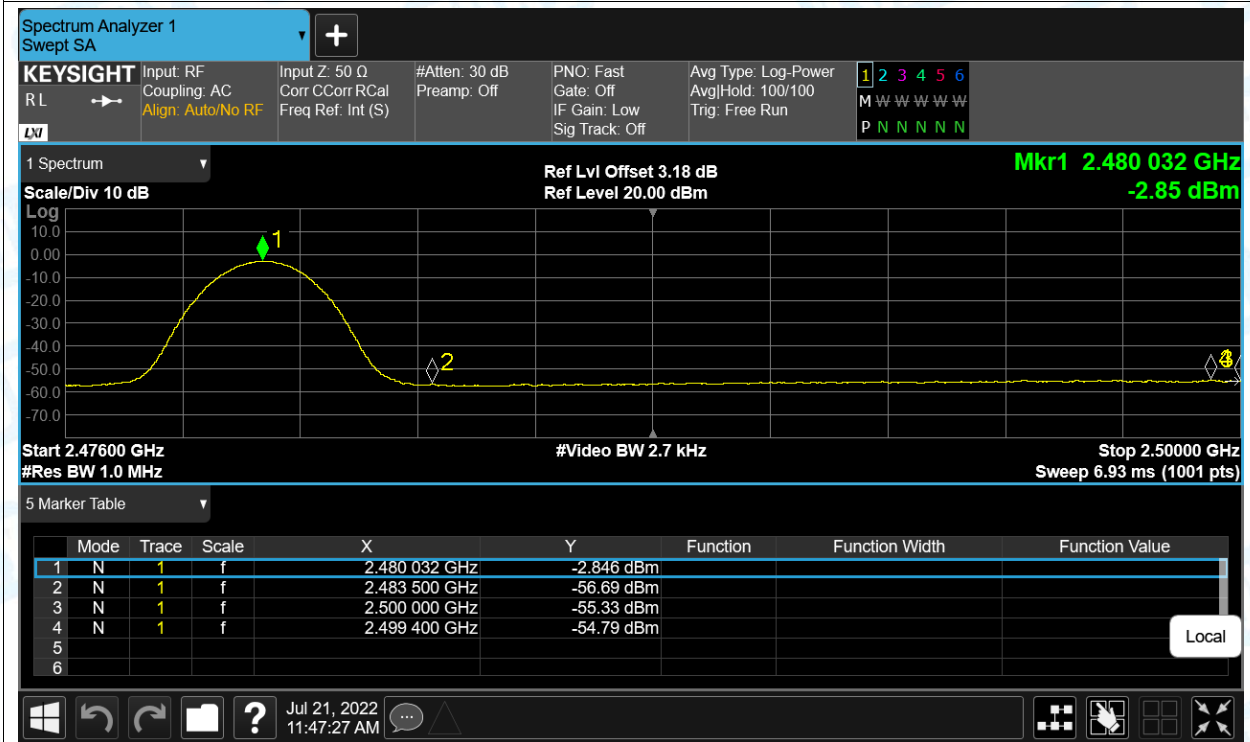 Spectrum Analyzer 1
Swept SA
+
KEYSIGHT Input: RF Input Z: 50 Ω #Atten: 30 dB PNO: Fast Avg Type: Log-Power 1 2 3 4 5 6
R L Coupling: AC Corr CCorr RCal Preamp: Off Gate: Off Avg|Hold: 100/100 M W W W W W W
Align: Auto/No RF Freq Ref: Int (S) IF Gain: Low Trig: Free Run
LXI Sig Track: Off P N N N N N
1 Spectrum
Ref Lvl Offset 3.18 dB Mkr1 2.480 032 GHz
Scale/Div 10 dB Ref Level 20.00 dBm -2.85 dBm
Log
10.0
1
0.00
-10.0
-20.0
-30.0
-40.0
2
-50.0
-60.0
-70.0
Start 2.47600 GHz #Video BW 2.7 kHz Stop 2.50000 GHz
#Res BW 1.0 MHz Sweep 6.93 ms (1001 pts)
5 Marker Table
Mode Trace Scale X Y Function Function Width Function Value
1 N 1 f 2.480 032 GHz -2.846 dBm
2 N 1 f 2.483 500 GHz -56.69 dBm
3 N 1 f 2.500 000 GHz -55.33 dBm
4 N 1 f 2.499 400 GHz -54.79 dBm
5
6
Local
? Jul 21, 2022
11:47:27 AM